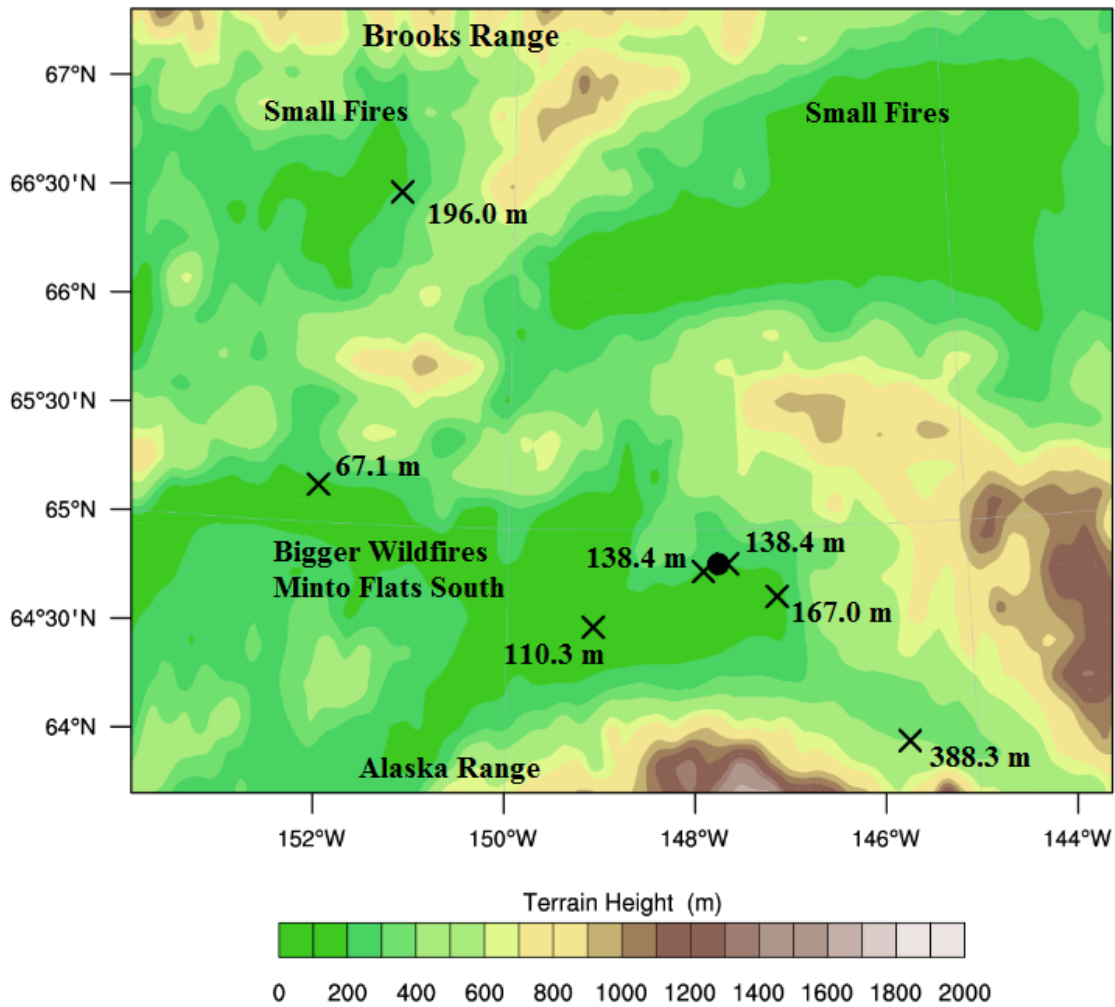 Brooks Range
67°N
Small Fires
Small Fires
66°30'N
196.0 m
66°N
65°30'N
67.1 m
65°N
Bigger Wildfires
Minto Flats South
138.4 m
138.4 m
64°30'N
167.0 m
110.3 m
64°N
388.3 m
Alaska Range
152°W 150°W 148°W 146°W 144°W
Terrain Height (m)
0 200 400 600 800 1000 1200 1400 1600 1800 2000